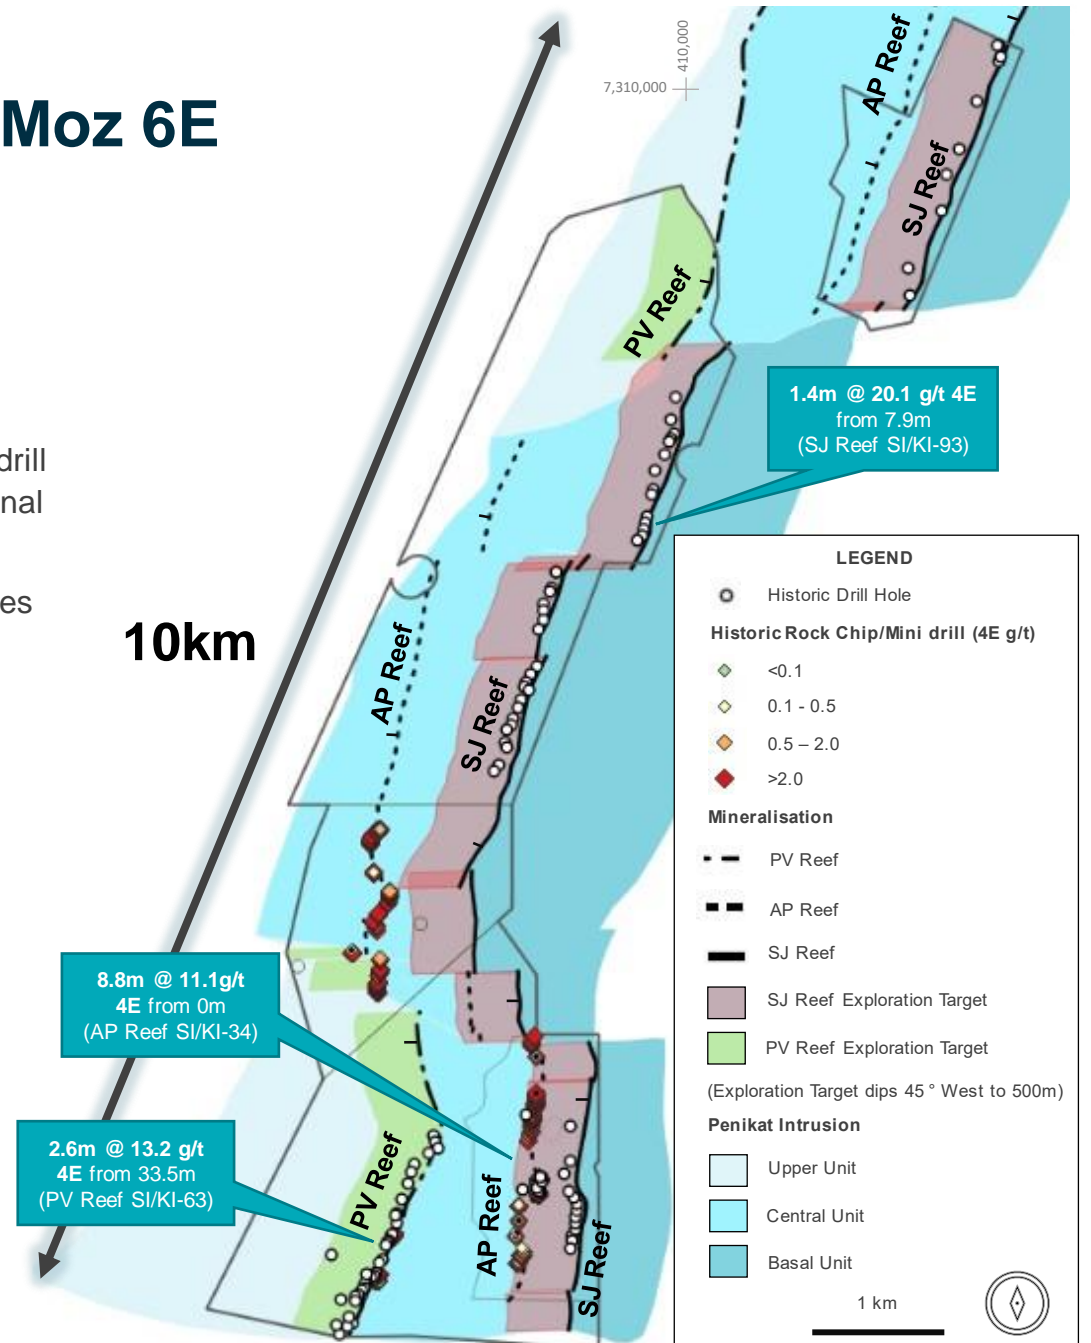 Moz 6E
410,000
7,310,000
AP Reef
SJ Reef
PV Reef
1.4m @ 20.1 g/t 4E
from 7.9m
(SJ Reef SI/KI-93)
drill
nal
es
10km
AP Reef
SJ Reef
8.8m @ 11.1g/t
4E from 0m
(AP Reef SI/KI-34)
2.6m @ 13.2 g/t
4E from 33.5m
(PV Reef SI/KI-63)
PV Reef
AP Reef
SJ Reef
LEGEND
Historic Drill Hole
Historic Rock Chip/Mini drill (4E g/t)
<0.1
0.1 - 0.5
0.5 – 2.0
>2.0
Mineralisation
PV Reef
AP Reef
SJ Reef
SJ Reef Exploration Target
PV Reef Exploration Target
(Exploration Target dips 45° West to 500m)
Penikat Intrusion
Upper Unit
Central Unit
Basal Unit
1 km